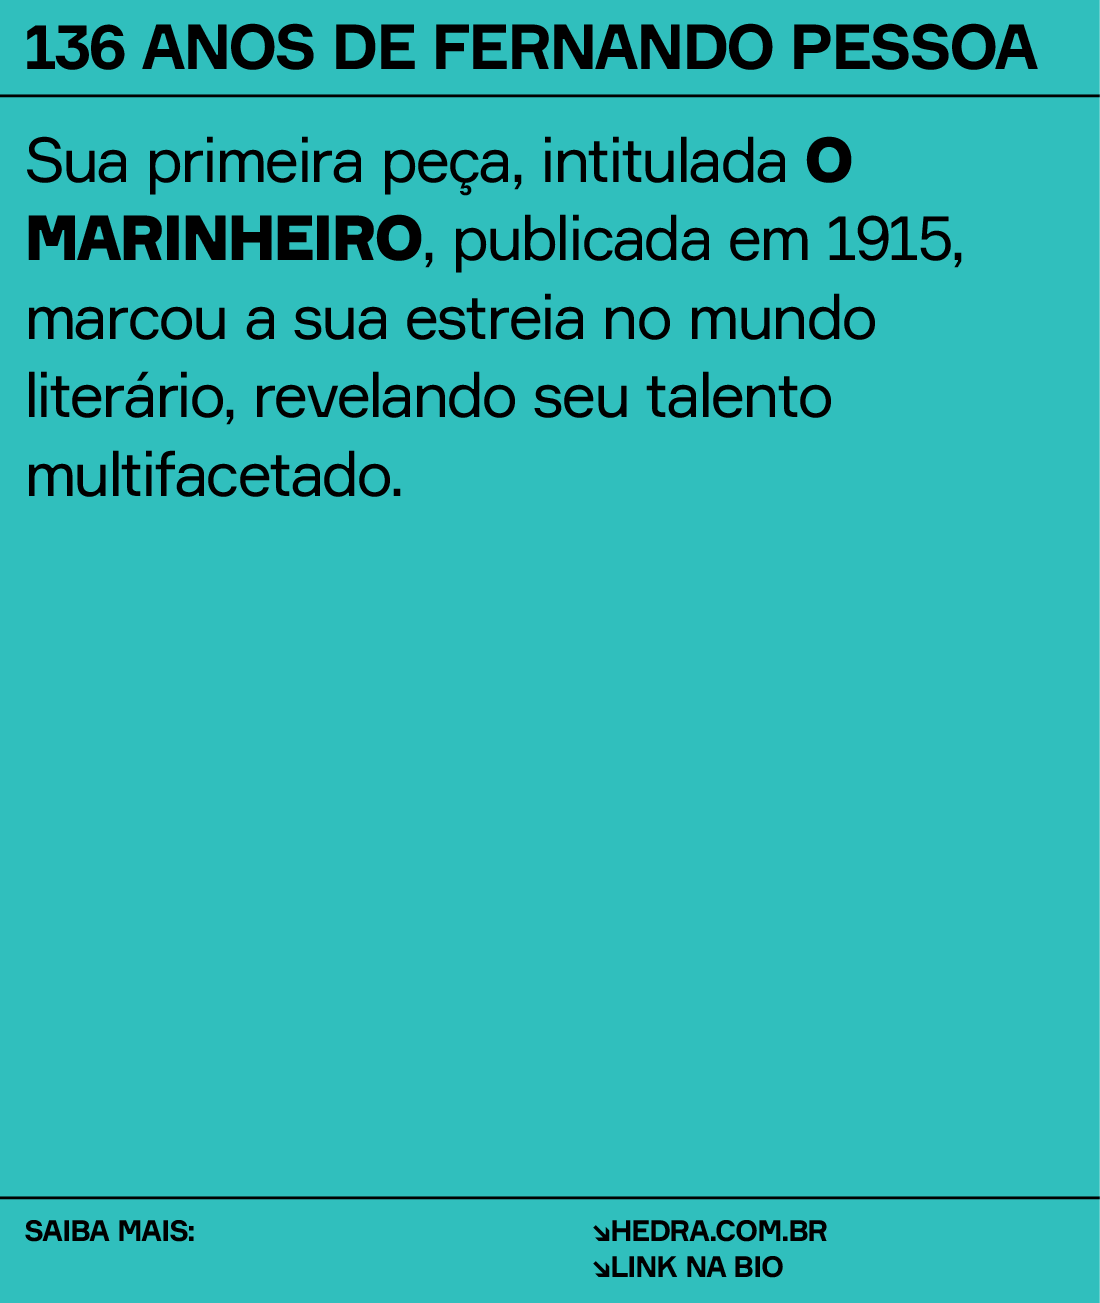 136 ANOS DE FERNANDO PESSOA
Sua primeira peça, intitulada O
MARINHEIRO, publicada em 1915,
marcou a sua estreia no mundo
literário, revelando seu talento
multifacetado.
SAIBA MAIS:
↘HEDRA.COM.BR
↘LINK NA BIO